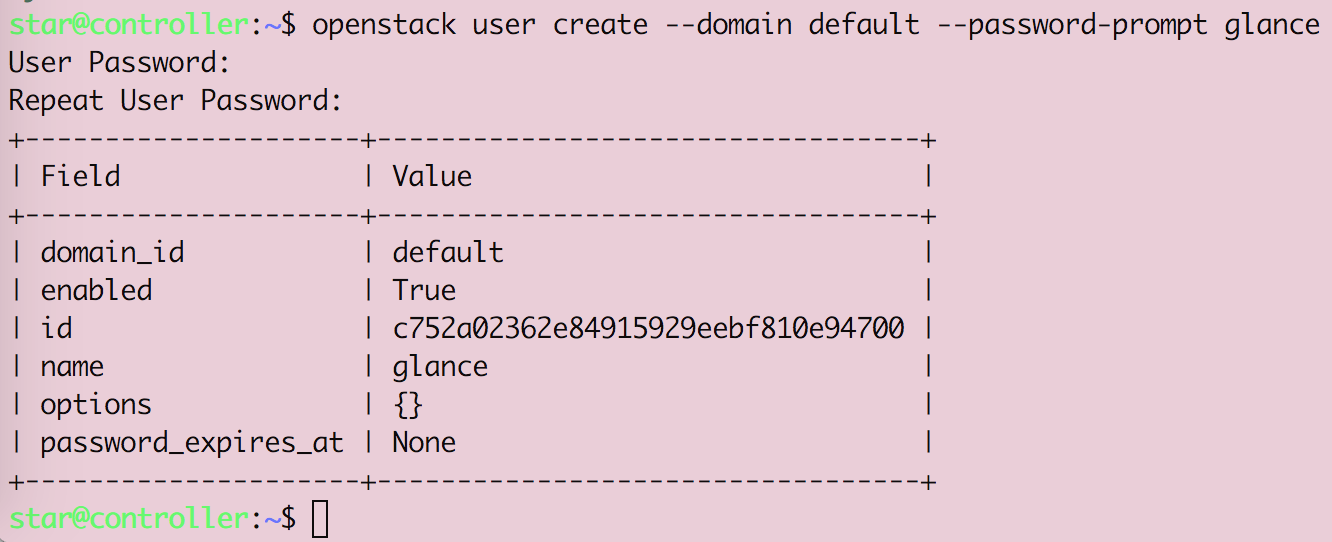 star@controller:~$ openstack user create --domain default --password-prompt glance
User Password:
Repeat User Password:
+---------------------+----------------------------------+
| Field               | Value                            |
+---------------------+----------------------------------+
| domain_id           | default                          |
| enabled             | True                             |
| id                  | c752a02362e84915929eebf810e94700 |
| name                | glance                           |
| options             | {}                               |
| password_expires_at | None                             |
+---------------------+----------------------------------+
star@controller:~$